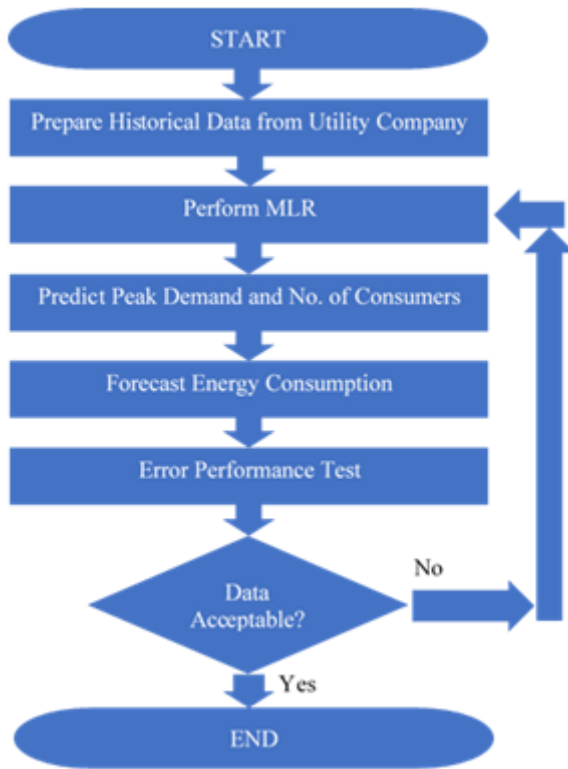 START
Prepare Historical Data from Utility Company
Perform MLR
Predict Peak Demand and No. of Consumers
Forecast Energy Consumption
Error Performance Test
Data
Acceptable?
No
Yes
END